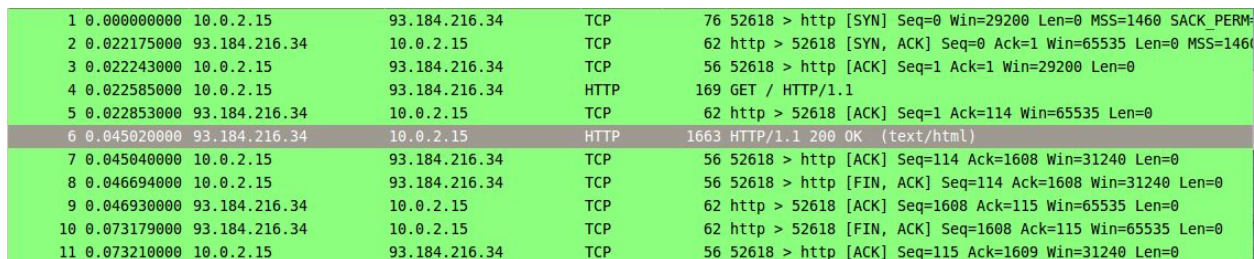 1 0.000000000 10.0.2.15 93.184.216.34 TCP 76 52618 > http [SYN] Seq=0 Win=29200 Len=0 MSS=1460 SACK_PERM=
2 0.022175000 93.184.216.34 10.0.2.15 TCP 62 http > 52618 [SYN, ACK] Seq=0 Ack=1 Win=65535 Len=0 MSS=1460
3 0.022243000 10.0.2.15 93.184.216.34 TCP 56 52618 > http [ACK] Seq=1 Ack=1 Win=29200 Len=0
4 0.022585000 10.0.2.15 93.184.216.34 HTTP 169 GET / HTTP/1.1
5 0.022853000 93.184.216.34 10.0.2.15 TCP 62 http > 52618 [ACK] Seq=1 Ack=114 Win=65535 Len=0
6 0.045020000 93.184.216.34 10.0.2.15 HTTP 1663 HTTP/1.1 200 OK (text/html)
7 0.045040000 10.0.2.15 93.184.216.34 TCP 56 52618 > http [ACK] Seq=114 Ack=1608 Win=31240 Len=0
8 0.046694000 10.0.2.15 93.184.216.34 TCP 56 52618 > http [FIN, ACK] Seq=114 Ack=1608 Win=31240 Len=0
9 0.046930000 93.184.216.34 10.0.2.15 TCP 62 http > 52618 [ACK] Seq=1608 Ack=115 Win=65535 Len=0
10 0.073179000 93.184.216.34 10.0.2.15 TCP 62 http > 52618 [FIN, ACK] Seq=1608 Ack=115 Win=65535 Len=0
11 0.073210000 10.0.2.15 93.184.216.34 TCP 56 52618 > http [ACK] Seq=115 Ack=1609 Win=31240 Len=0